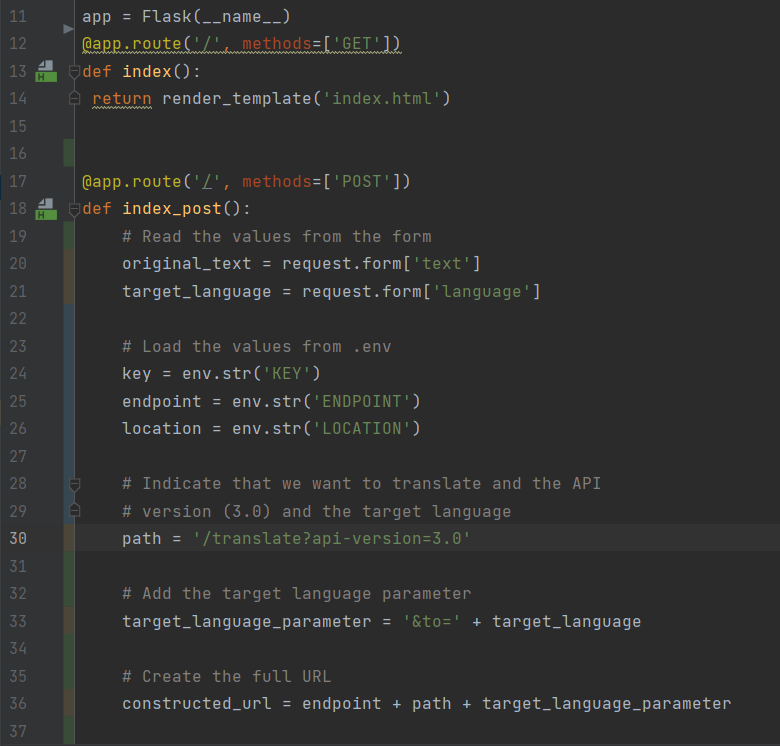 11 app = Flask(__name__)
12 @app.route('/', methods=['GET'])
13 def index():
14  return render_template('index.html')
15
16
17 @app.route('/', methods=['POST'])
18 def index_post():
19     # Read the values from the form
20     original_text = request.form['text']
21     target_language = request.form['language']
22
23     # Load the values from .env
24     key = env.str('KEY')
25     endpoint = env.str('ENDPOINT')
26     location = env.str('LOCATION')
27
28     # Indicate that we want to translate and the API
29     # version (3.0) and the target language
30     path = '/translate?api-version=3.0'
31
32     # Add the target language parameter
33     target_language_parameter = '&to=' + target_language
34
35     # Create the full URL
36     constructed_url = endpoint + path + target_language_parameter
37